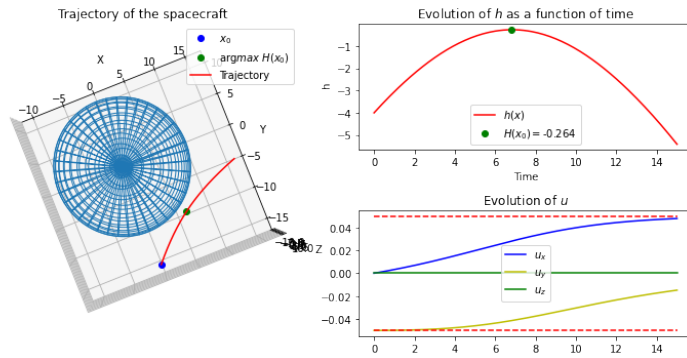 Trajectory of the spacecraft
x₀
argmax H(x₀)
Trajectory
X
−10
−5
0
5
10
15
15
10
5
0
Y
−5
−10
−15
Z
Evolution of h as a function of time
h
−1
−2
−3
−4
−5
h(x)
H(x₀) = -0.264
0 2 4 6 8 10 12 14
Time
Evolution of u
0.04
0.02
0.00
−0.02
−0.04
uₓ
u_y
u_z
0 2 4 6 8 10 12 14